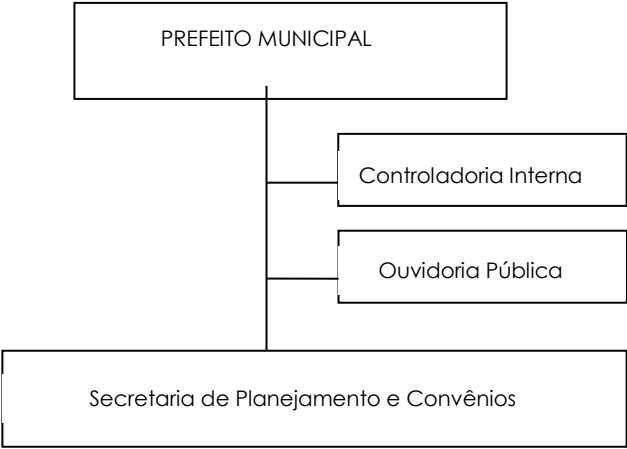 PREFEITO MUNICIPAL
Controladoria Interna
Ouvidoria Pública
Secretaria de Planejamento e Convênios